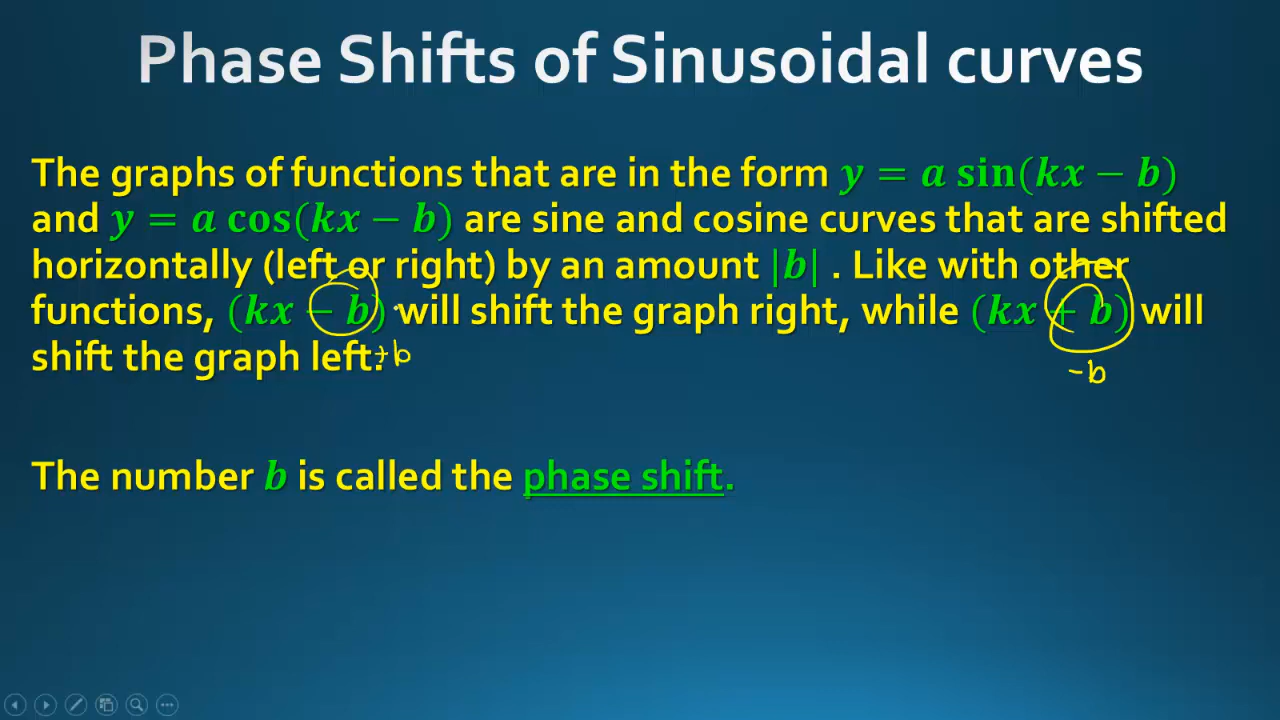 Phase Shifts of Sinusoidal curves
The graphs of functions that are in the form y = a sin(kx − b)
and y = a cos(kx − b) are sine and cosine curves that are shifted
horizontally (left or right) by an amount |b| . Like with other
functions, (kx − b) will shift the graph right, while (kx + b) will
shift the graph left.
+b
-b
The number b is called the phase shift.